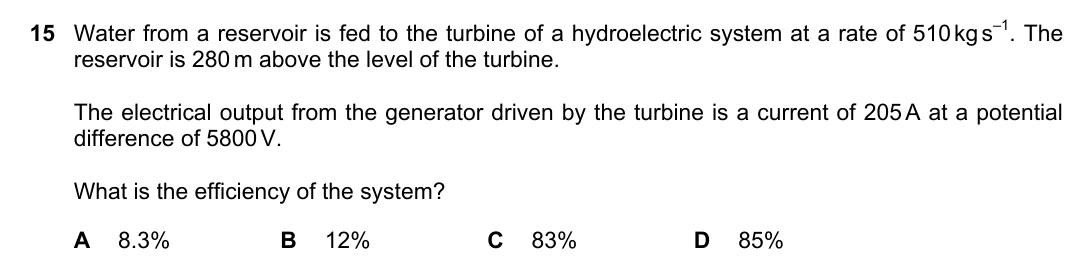 15 Water from a reservoir is fed to the turbine of a hydroelectric system at a rate of 510 kg s⁻¹. The
reservoir is 280 m above the level of the turbine.
The electrical output from the generator driven by the turbine is a current of 205 A at a potential
difference of 5800 V.
What is the efficiency of the system?
A 8.3% B 12% C 83% D 85%